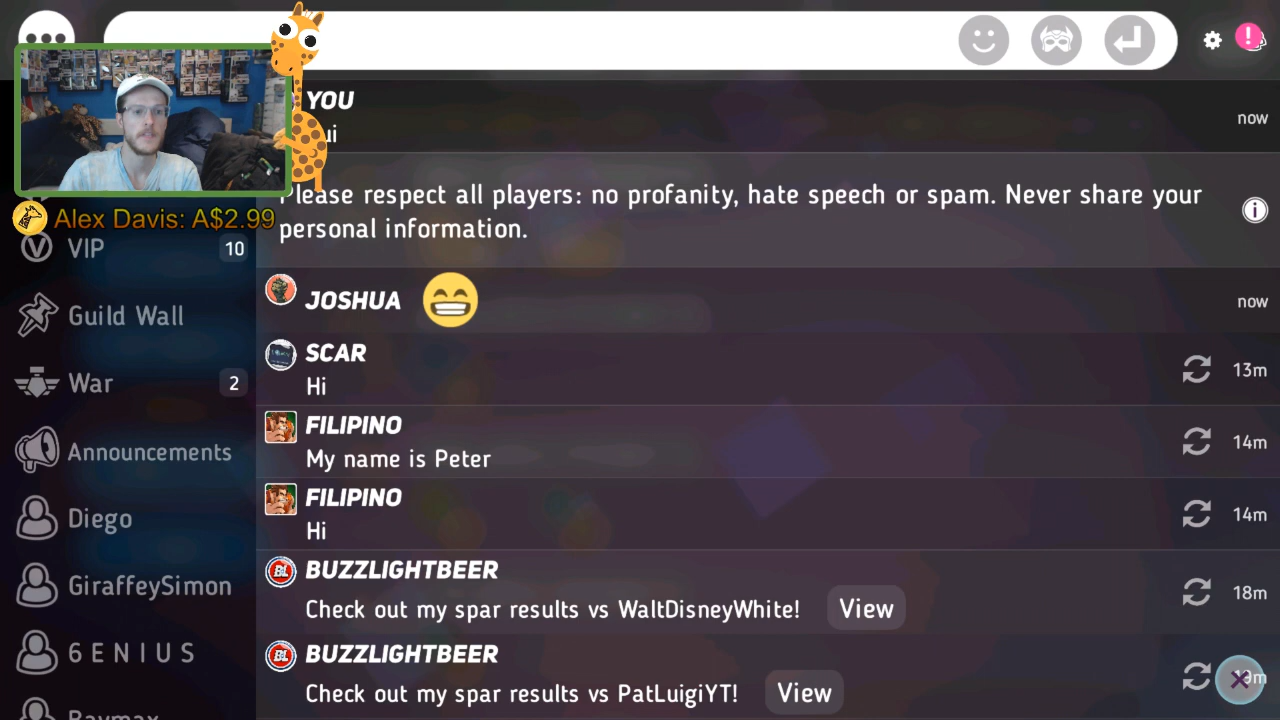 YOU
now
ui
Please respect all players: no profanity, hate speech or spam. Never share your
personal information.
Alex Davis: A$2.99
VIP
10
Guild Wall
War
2
Announcements
Diego
GiraffeySimon
6 E N I U S
JOSHUA
now
SCAR
Hi
13m
FILIPINO
My name is Peter
14m
FILIPINO
Hi
14m
BUZZLIGHTBEER
Check out my spar results vs WaltDisneyWhite!
View
18m
BUZZLIGHTBEER
Check out my spar results vs PatLuigiYT!
View